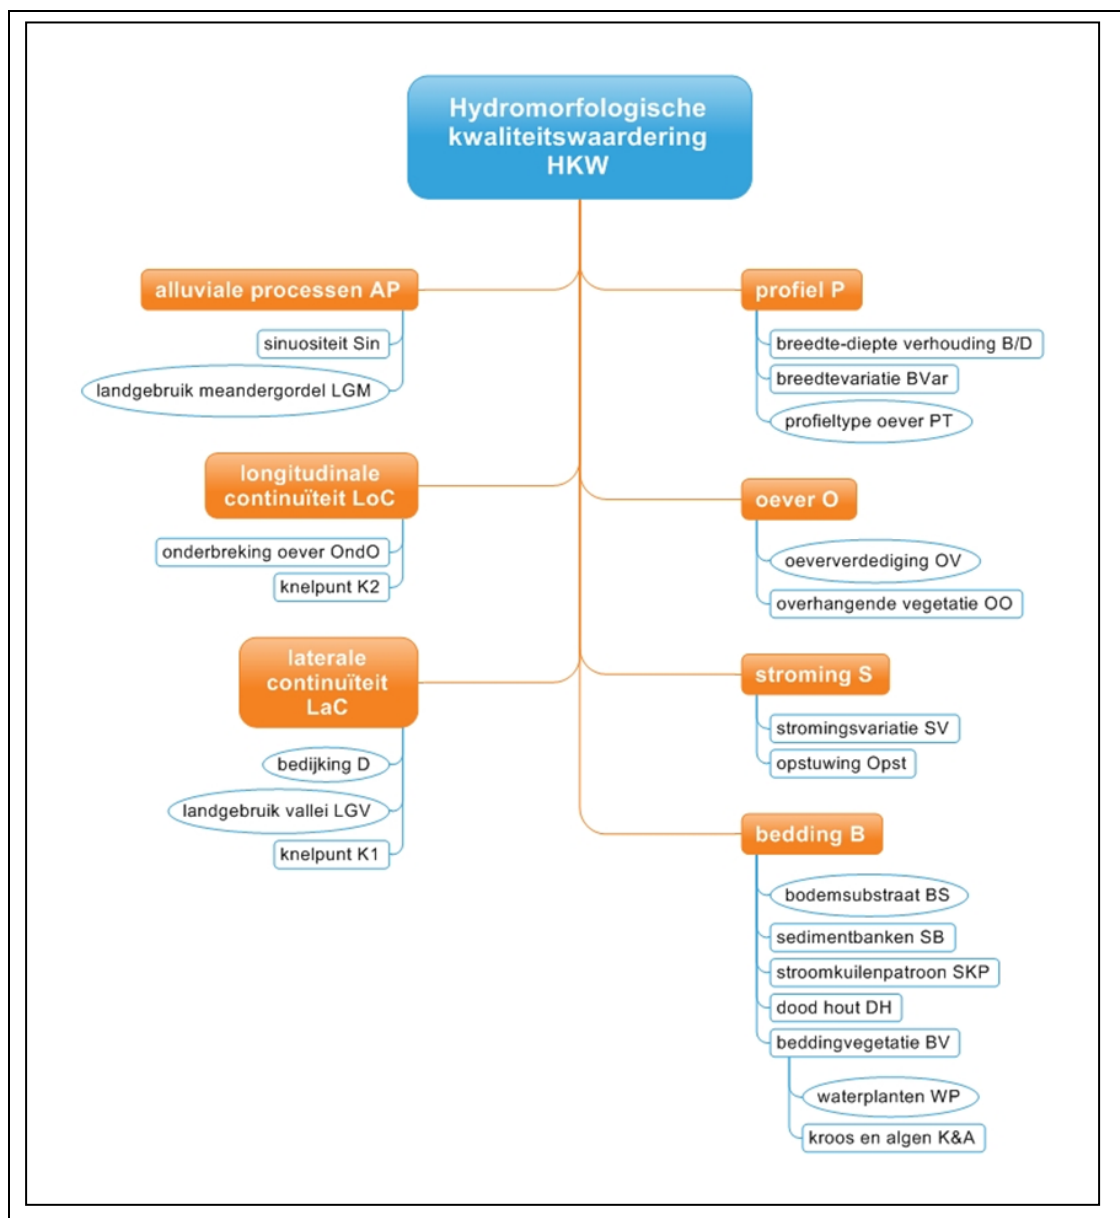 Hydromorfologische
kwaliteitswaardering
HKW
alluviale processen AP
sinuositeit Sin
landgebruik meandergordel LGM
longitudinale
continuïteit LoC
onderbreking oever OndO
knelpunt K2
laterale
continuïteit
LaC
bedijking D
landgebruik vallei LGV
knelpunt K1
profiel P
breedte-diepte verhouding B/D
breedtevariatie BVar
profieltype oever PT
oever O
oeververdediging OV
overhangende vegetatie OO
stroming S
stromingsvariatie SV
opstuwing Opst
bedding B
bodemsubstraat BS
sedimentbanken SB
stroomkuilenpatroon SKP
dood hout DH
beddingvegetatie BV
waterplanten WP
kroos en algen K&A